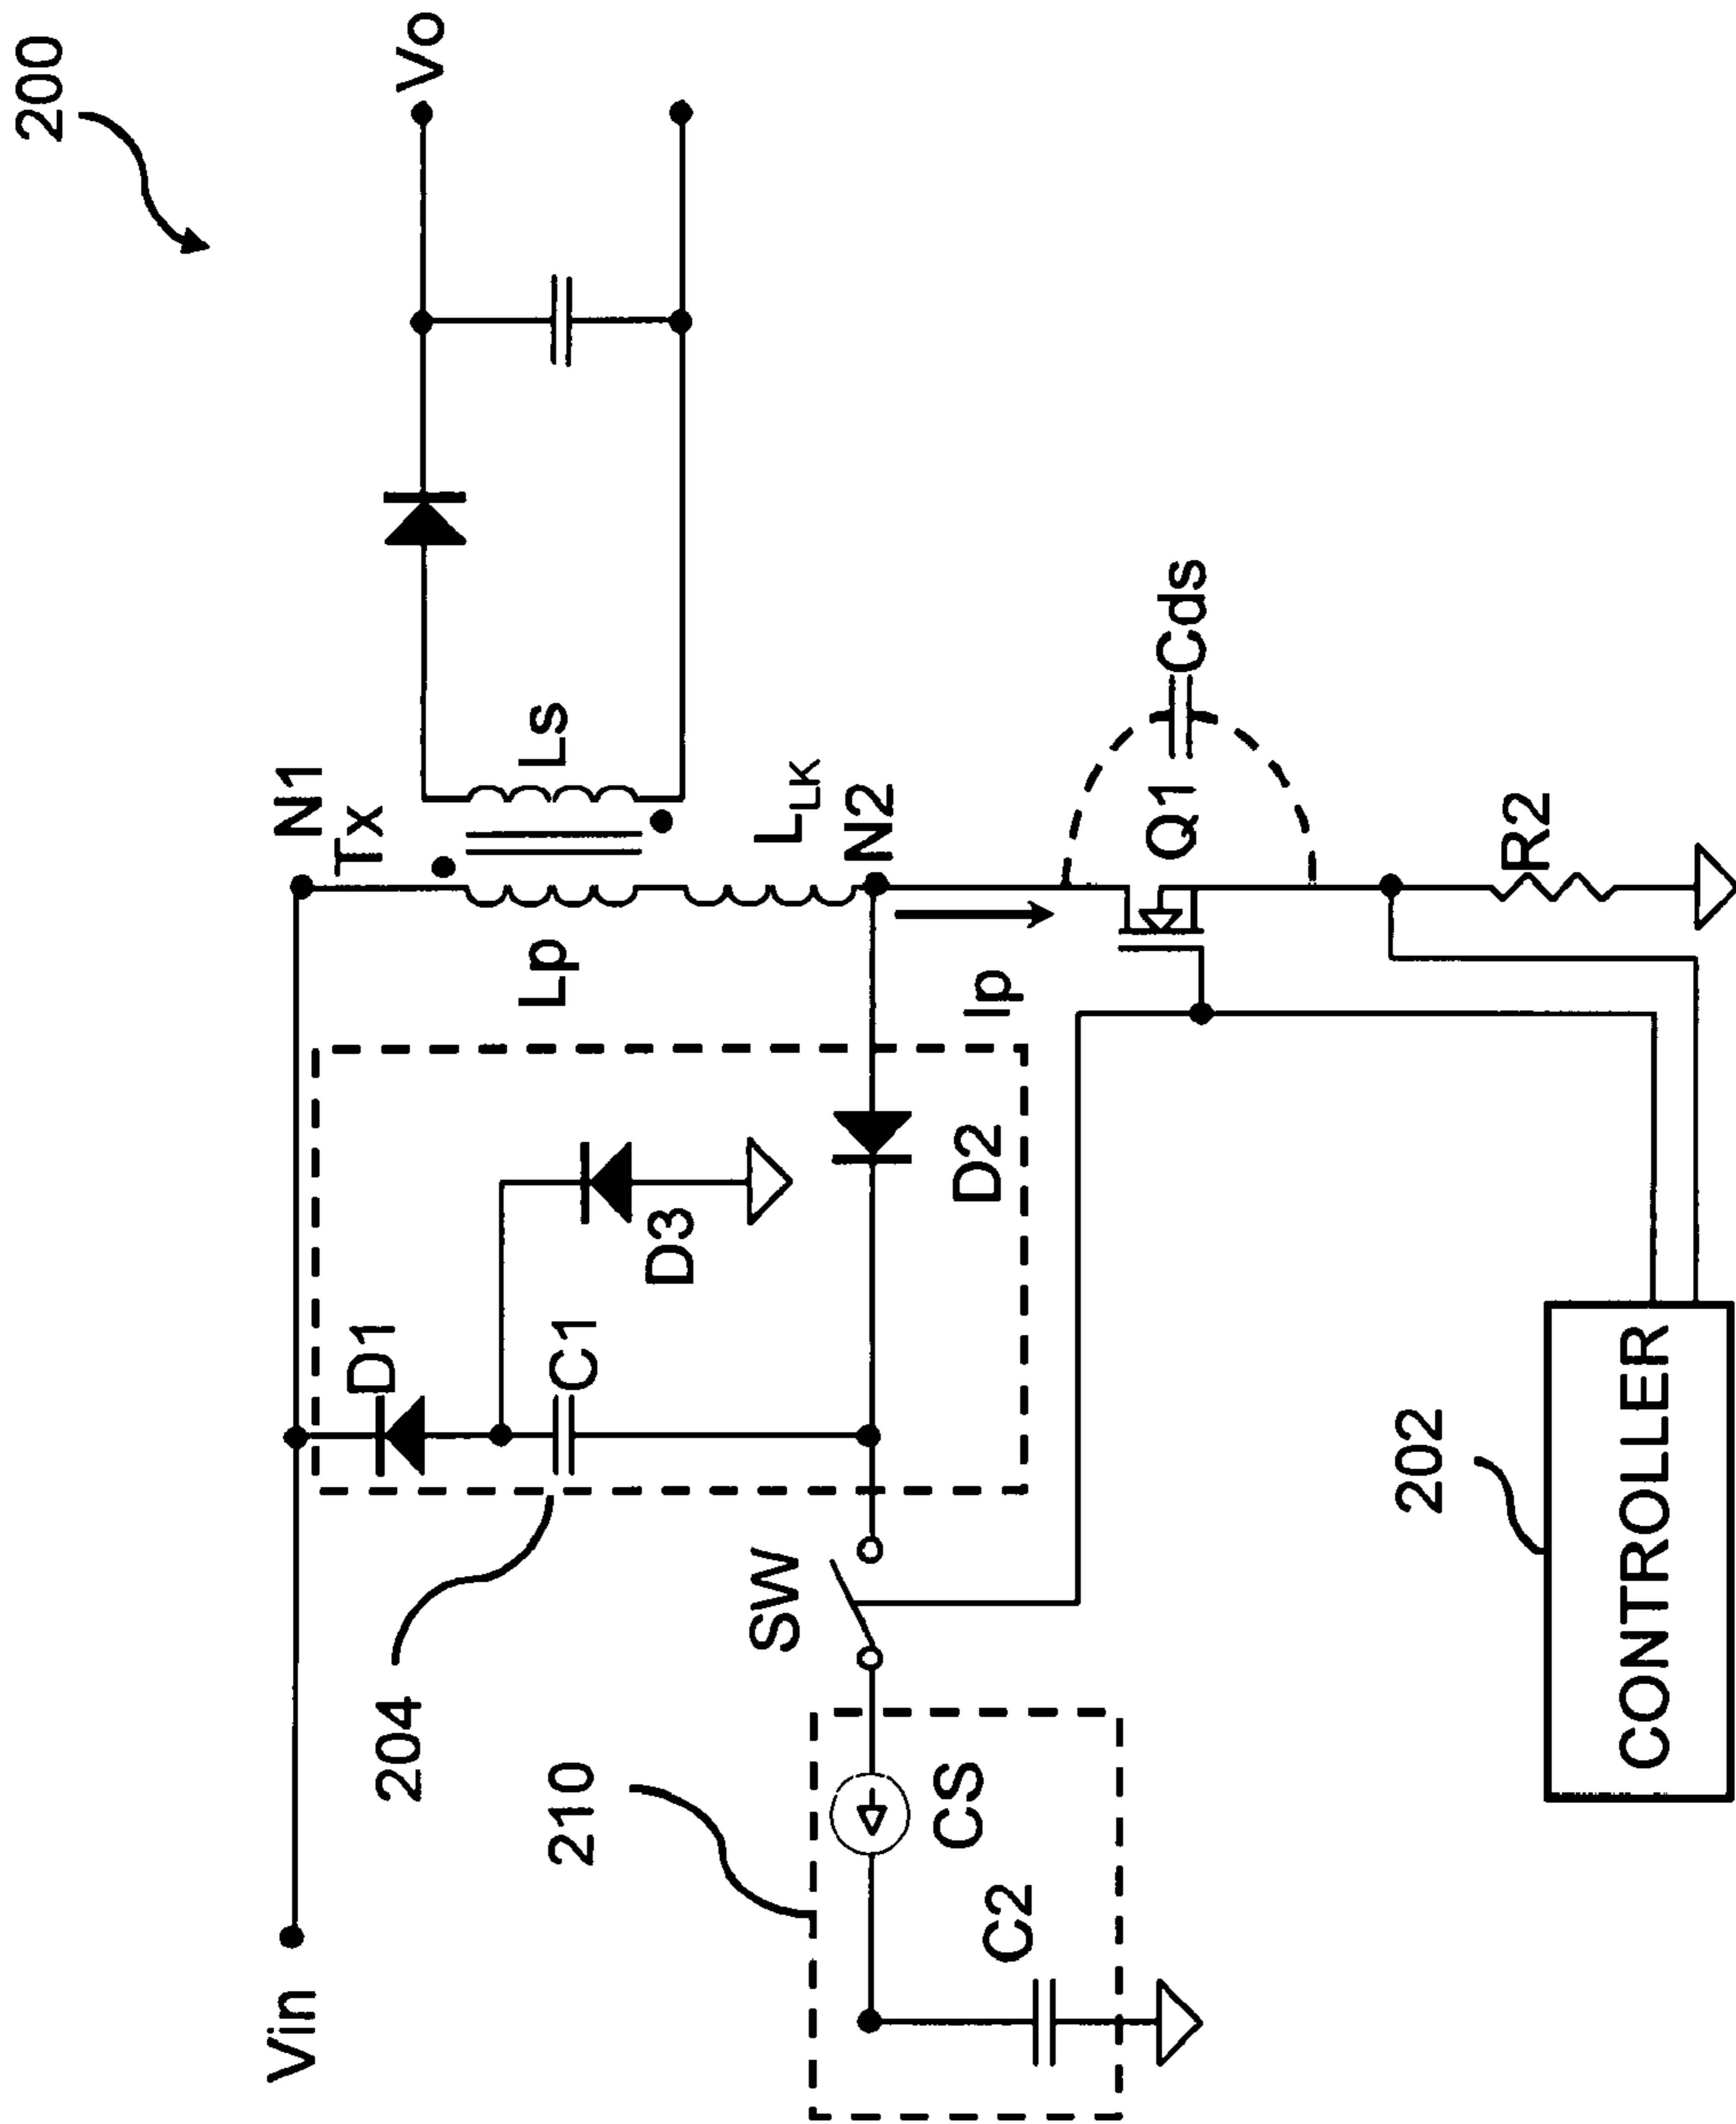 200
Vin
N1
Tx
Vo
D1
204
C1
D3
Lp
Ls
210
SW
LLK
N2
CS
D2
Ip
C2
Q1
Cds
202
R2
CONTROLLER